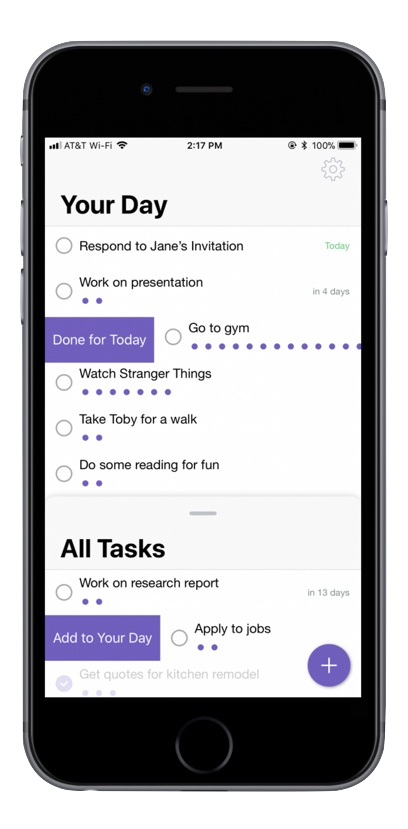 AT&T Wi-Fi 2:17 PM 100%
Your Day
Respond to Jane's Invitation Today
Work on presentation
in 4 days
Done for Today Go to gym
Watch Stranger Things
Take Toby for a walk
Do some reading for fun
All Tasks
Work on research report
in 13 days
Add to Your Day Apply to jobs
Get quotes for kitchen remodel